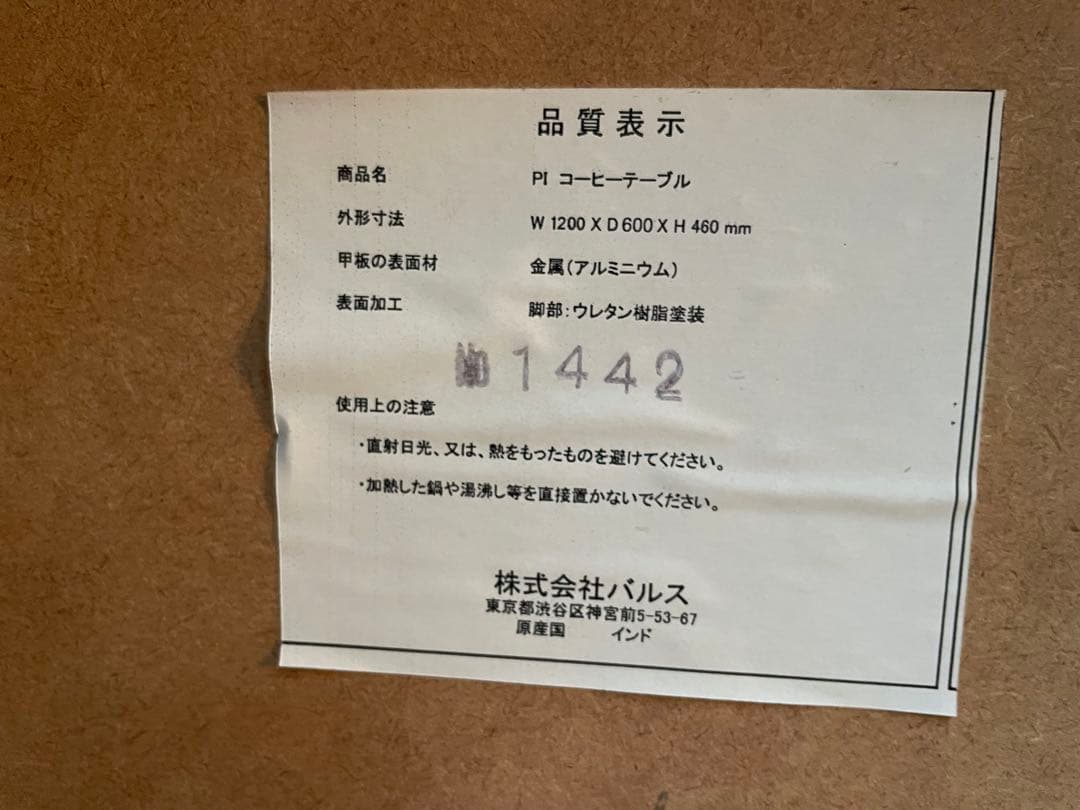 品質表示
商品名 PI コーヒーテーブル
外形寸法 W 1200 X D 600 X H 460 mm
甲板の表面材 金属(アルミニウム)
表面加工 脚部:ウレタン樹脂塗装
1442
使用上の注意
・直射日光、又は、熱をもったものを避けてください。
・加熱した鍋や湯沸し等を直接置かないでください。
株式会社バルス
東京都渋谷区神宮前5-53-67
原産国 インド